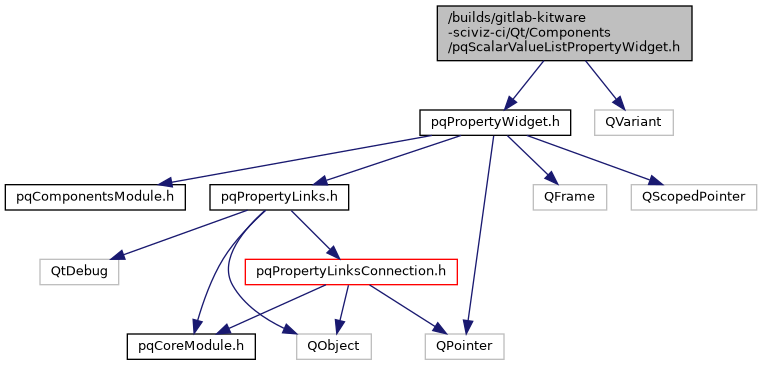 /builds/gitlab-kitware
-sciviz-ci/Qt/Components
/pqScalarValueListPropertyWidget.h
pqPropertyWidget.h
QVariant
pqComponentsModule.h
pqPropertyLinks.h
QFrame
QScopedPointer
QtDebug
pqPropertyLinksConnection.h
pqCoreModule.h
QObject
QPointer